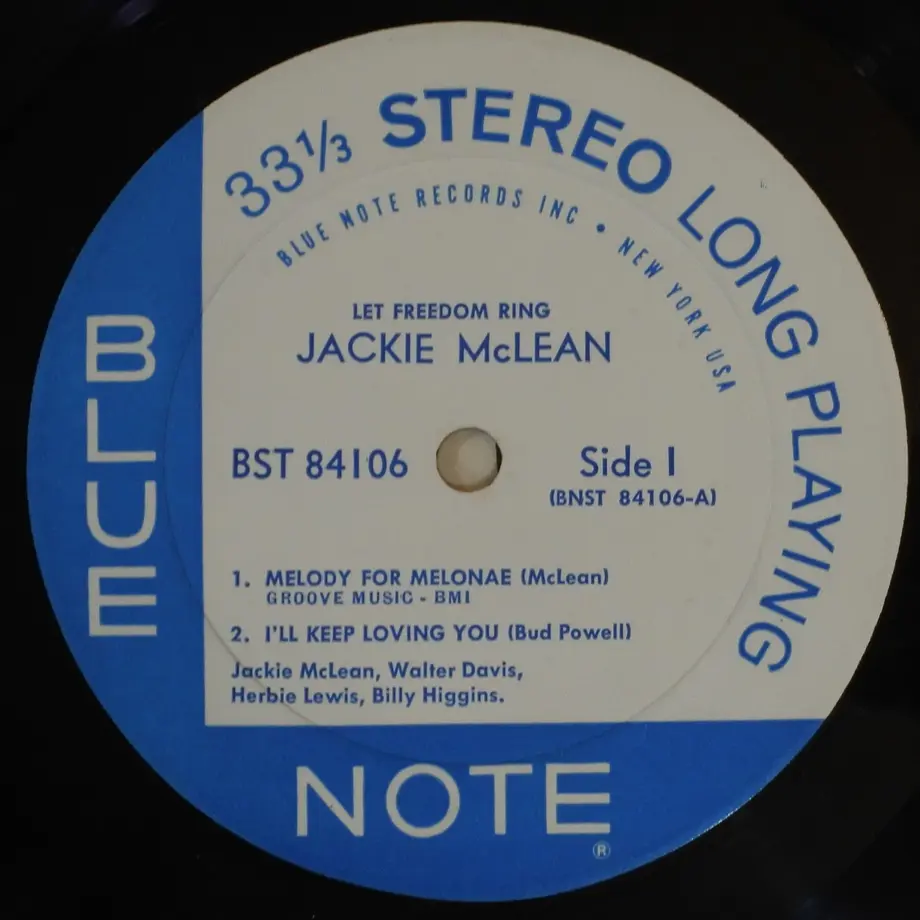 33⅓ STEREO LONG PLAYING
BLUE NOTE RECORDS INC • NEW YORK USA
LET FREEDOM RING
JACKIE McLEAN
BST 84106
Side 1
(BNST 84106-A)
1. MELODY FOR MELONAE (McLean)
GROOVE MUSIC - BMI
2. I'LL KEEP LOVING YOU (Bud Powell)
Jackie McLean, Walter Davis,
Herbie Lewis, Billy Higgins.
BLUE
NOTE
®